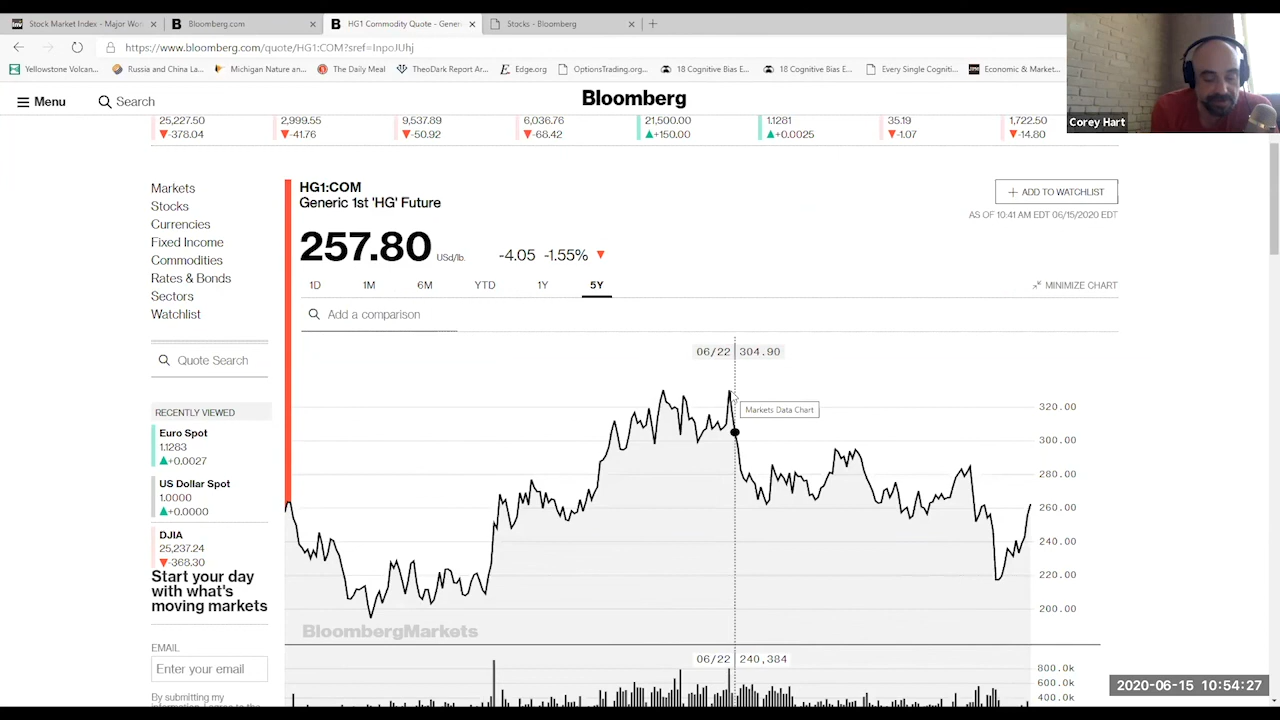 Stock Market Index - Major Wor
Bloomberg.com
HG1 Commodity Quote - Gener
Stocks - Bloomberg
https://www.bloomberg.com/quote/HG1:COM?sref=InpoJUhj
Yellowstone Volcan...
Russia and China La...
Michigan Nature an...
The Daily Meal
TheoDark Report Ar...
Edge.org
OptionsTrading.org...
18 Cognitive Bias E...
18 Cognitive Bias E...
Every Single Cogniti...
Economic & Market...
Corey Hart
Menu
Search
Bloomberg
25,227.50
▼-378.04
2,999.55
▼-41.76
9,537.89
6,036.76
▼-68.42
21,500.00
▲+150.00
1.1281
▲+0.0025
35.19
▼-1.07
1,722.50
▼-14.80
Markets
Stocks
Currencies
Fixed Income
Commodities
Rates & Bonds
Sectors
Watchlist
Quote Search
RECENTLY VIEWED
Euro Spot
1.1283
▲+0.0027
US Dollar Spot
1.0000
▲+0.0000
DJIA
25,237.24
▼-368.30
Start your day
with what's
moving markets
EMAIL
Enter your email
By submitting my
HG1:COM
Generic 1st 'HG' Future
+ ADD TO WATCHLIST
AS OF 10:41 AM EDT 06/15/2020 EDT
257.80 USd/lb. -4.05 -1.55% ▼
1D 1M 6M YTD 1Y 5Y
MINIMIZE CHART
Add a comparison
06/22 304.90
Markets Data Chart
320.00
300.00
280.00
260.00
240.00
220.00
200.00
BloombergMarkets
06/22 240,384
800.0k
600.0k
400.0k
2020-06-15 10:54:27